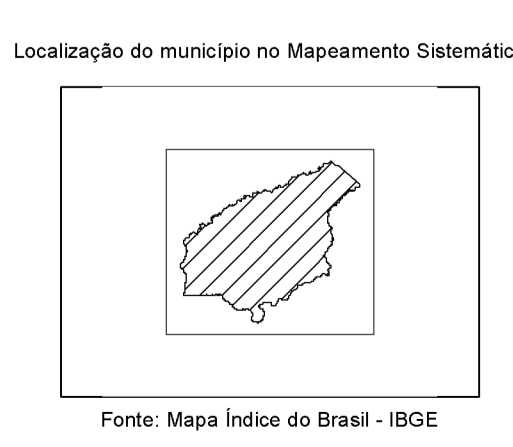 Localização do município no Mapeamento Sistemátic
Fonte: Mapa Índice do Brasil - IBGE